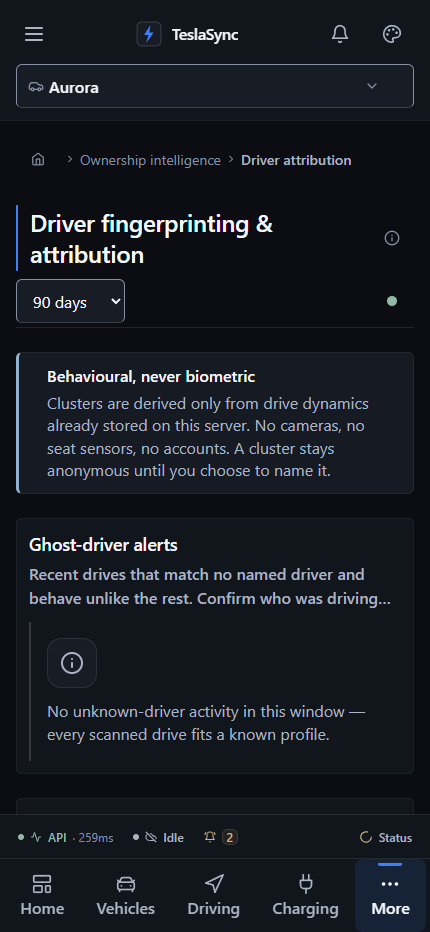 TeslaSync
Aurora
Ownership intelligence
Driver attribution
Driver fingerprinting &
attribution
90 days
Behavioural, never biometric
Clusters are derived only from drive dynamics
already stored on this server. No cameras, no
seat sensors, no accounts. A cluster stays
anonymous until you choose to name it.
Ghost-driver alerts
Recent drives that match no named driver and
behave unlike the rest. Confirm who was driving...
No unknown-driver activity in this window —
every scanned drive fits a known profile.
API · 259ms Idle 2 Status
Home Vehicles Driving Charging More